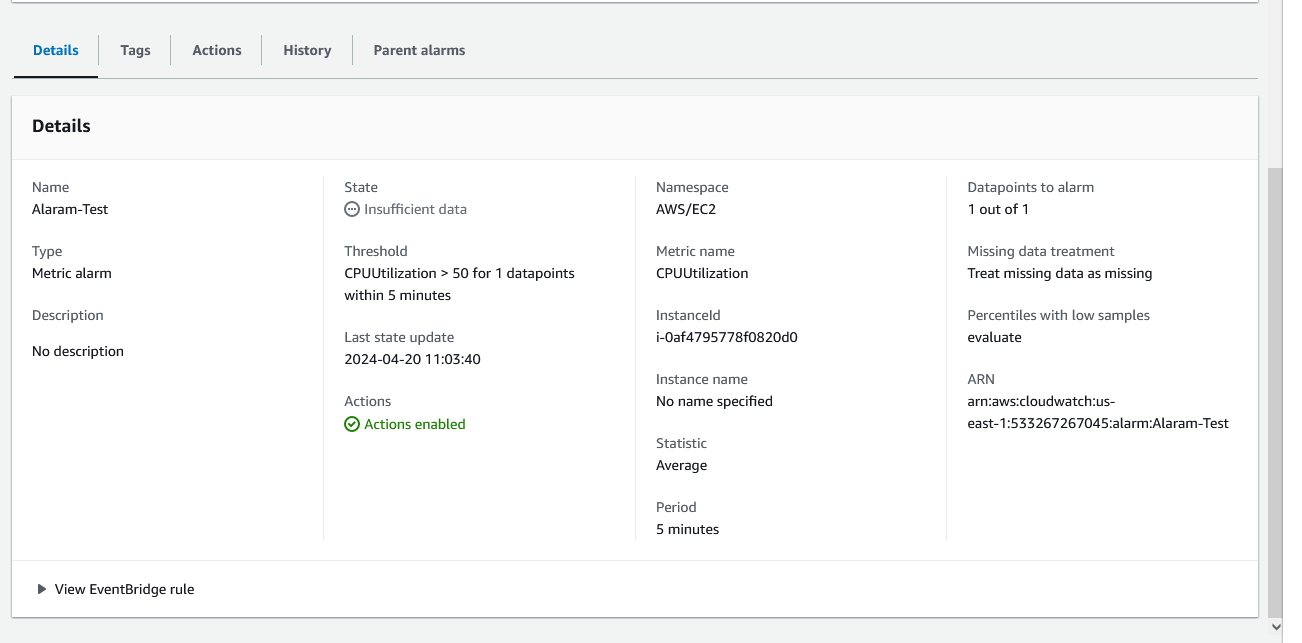 Details
Tags
Actions
History
Parent alarms
Details
Name
Alaram-Test
Type
Metric alarm
Description
No description
State
Insufficient data
Threshold
CPUUtilization > 50 for 1 datapoints
within 5 minutes
Last state update
2024-04-20 11:03:40
Actions
Actions enabled
Namespace
AWS/EC2
Metric name
CPUUtilization
InstanceId
i-0af4795778f0820d0
Instance name
No name specified
Statistic
Average
Period
5 minutes
Datapoints to alarm
1 out of 1
Missing data treatment
Treat missing data as missing
Percentiles with low samples
evaluate
ARN
arn:aws:cloudwatch:us-
east-1:533267267045:alarm:Alaram-Test
View EventBridge rule